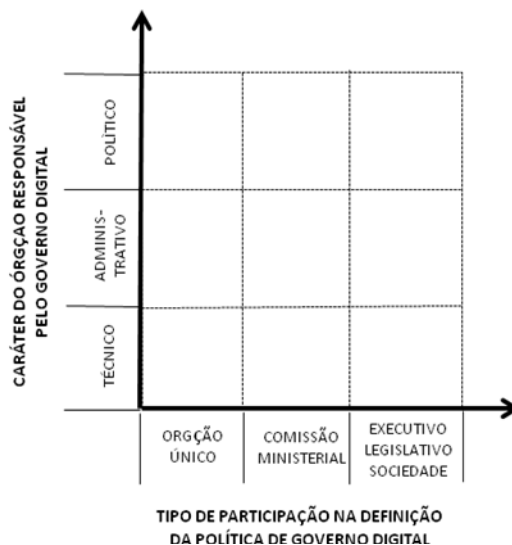 CARÁTER DO ÓRGÇAO RESPONSÁVEL
PELO GOVERNO DIGITAL
POLÌTICO
ADMINIS-
TRATIVO
TÉCNICO
ORGÇÃO
ÚNICO
COMISSÃO
MINISTERIAL
EXECUTIVO
LEGISLATIVO
SOCIEDADE
TIPO DE PARTICIPAÇÃO NA DEFINIÇÃO
DA POLÍTICA DE GOVERNO DIGITAL